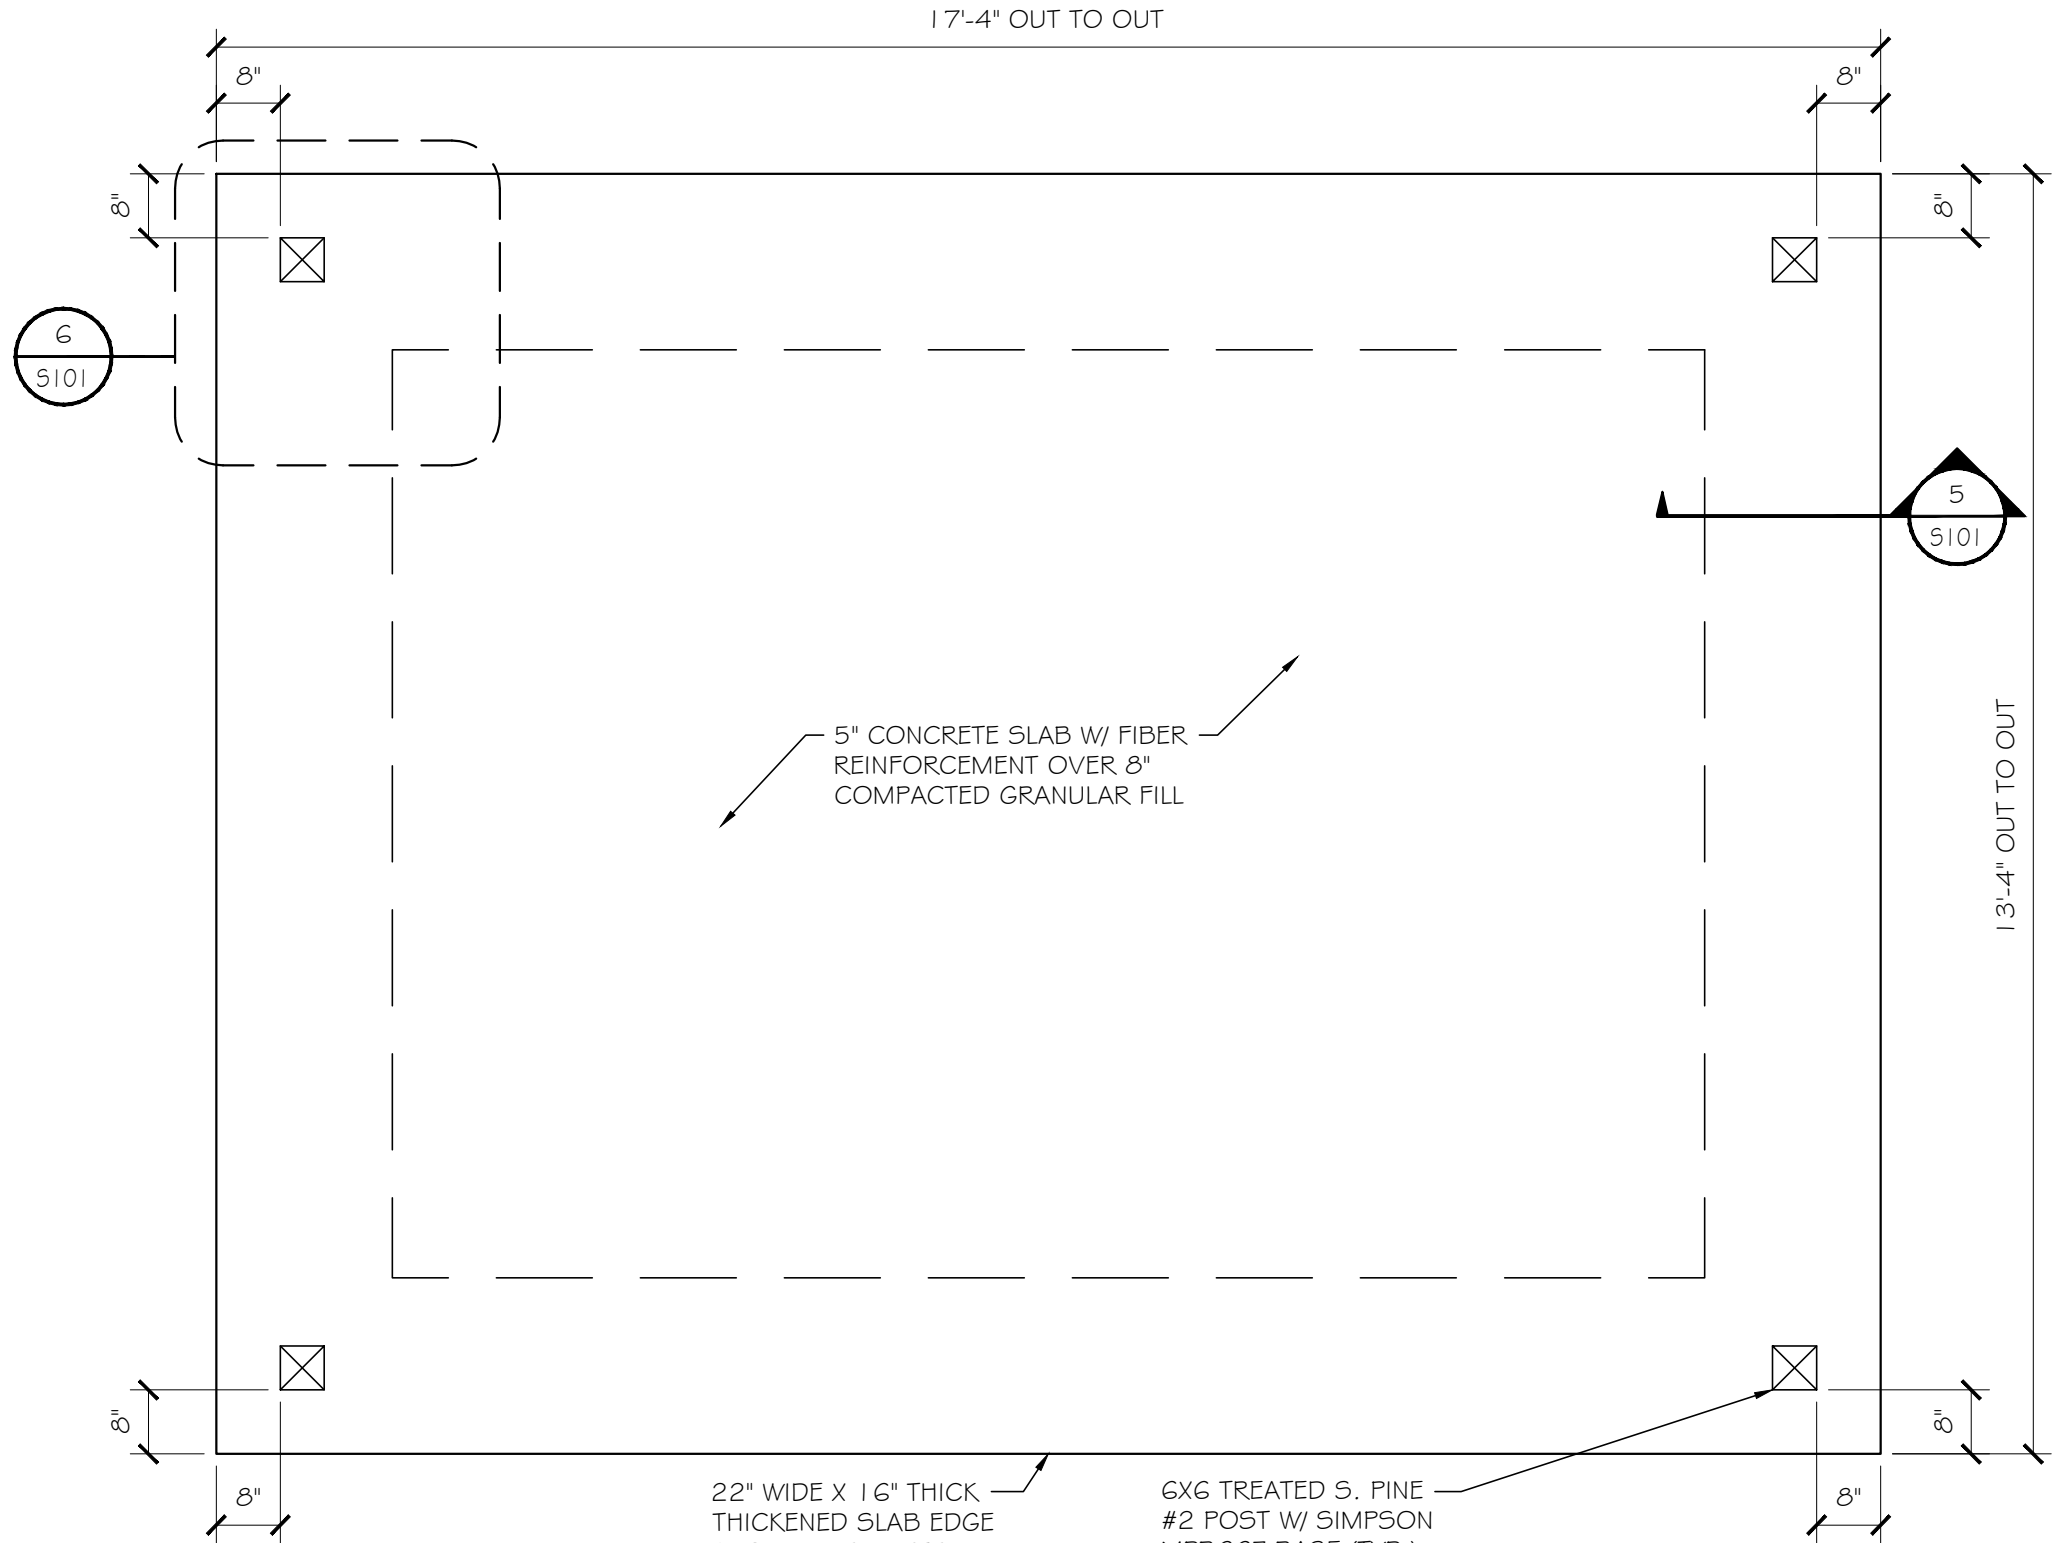 17'-4" OUT TO OUT
8"
8"
8"
8"
6
S101
5
S101
5" CONCRETE SLAB W/ FIBER
REINFORCEMENT OVER 8"
COMPACTED GRANULAR FILL
13'-4" OUT TO OUT
8"
8"
22" WIDE X 16" THICK
THICKENED SLAB EDGE
6X6 TREATED S. PINE
#2 POST W/ SIMPSON
8"
8"